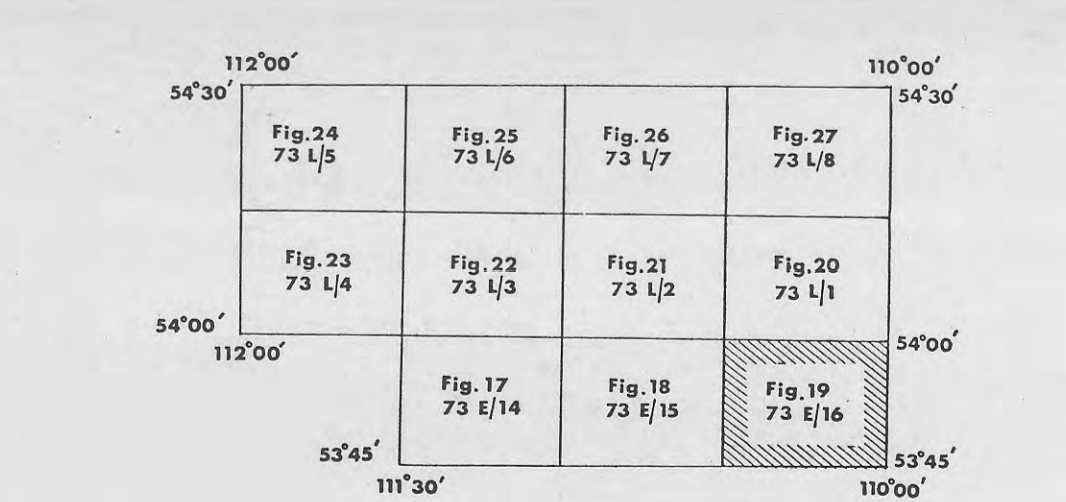 112°00′
110°00′
54°30′
54°30′
Fig.24
73 L/5
Fig.25
73 L/6
Fig.26
73 L/7
Fig.27
73 L/8
Fig.23
73 L/4
Fig.22
73 L/3
Fig.21
73 L/2
Fig.20
73 L/1
54°00′
112°00′
54°00′
Fig.17
73 E/14
Fig.18
73 E/15
Fig.19
73 E/16
53°45′
53°45′
111°30′
110°00′